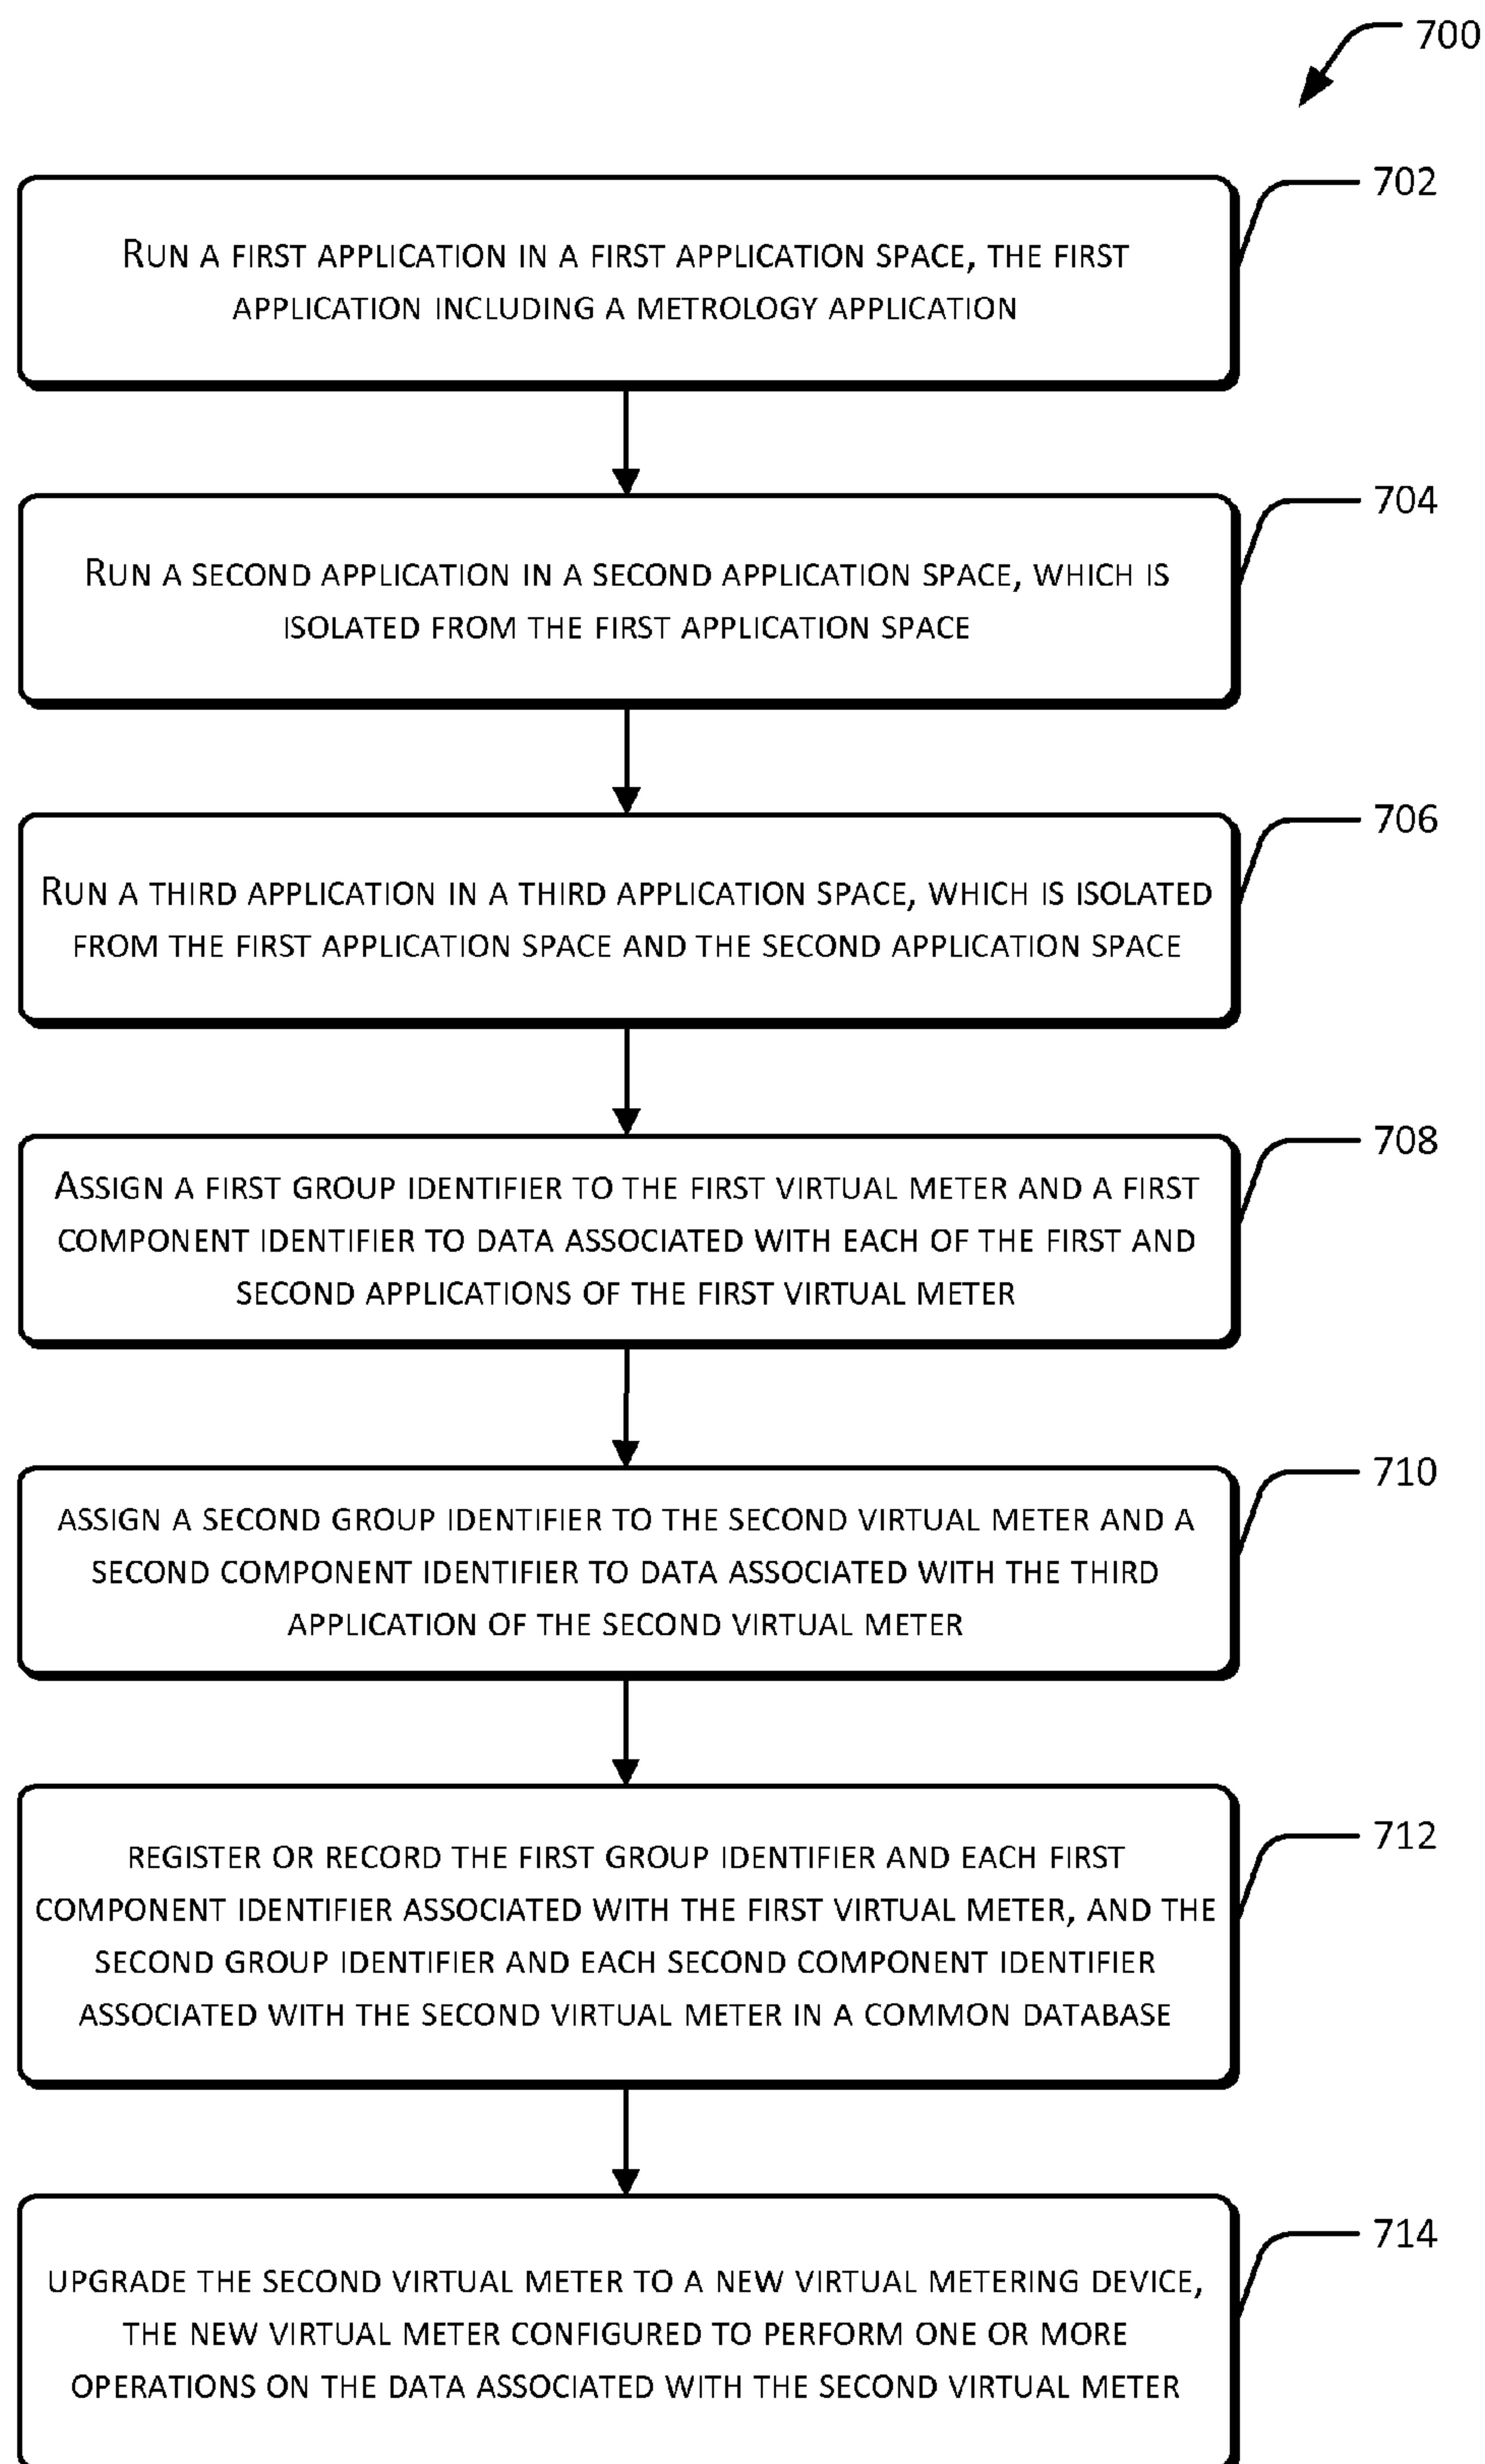 700
702
RUN A FIRST APPLICATION IN A FIRST APPLICATION SPACE, THE FIRST
APPLICATION INCLUDING A METROLOGY APPLICATION
704
RUN A SECOND APPLICATION IN A SECOND APPLICATION SPACE, WHICH IS
ISOLATED FROM THE FIRST APPLICATION SPACE
706
RUN A THIRD APPLICATION IN A THIRD APPLICATION SPACE, WHICH IS ISOLATED
FROM THE FIRST APPLICATION SPACE AND THE SECOND APPLICATION SPACE
708
ASSIGN A FIRST GROUP IDENTIFIER TO THE FIRST VIRTUAL METER AND A FIRST
COMPONENT IDENTIFIER TO DATA ASSOCIATED WITH EACH OF THE FIRST AND
SECOND APPLICATIONS OF THE FIRST VIRTUAL METER
710
ASSIGN A SECOND GROUP IDENTIFIER TO THE SECOND VIRTUAL METER AND A
SECOND COMPONENT IDENTIFIER TO DATA ASSOCIATED WITH THE THIRD
APPLICATION OF THE SECOND VIRTUAL METER
712
REGISTER OR RECORD THE FIRST GROUP IDENTIFIER AND EACH FIRST
COMPONENT IDENTIFIER ASSOCIATED WITH THE FIRST VIRTUAL METER, AND THE
SECOND GROUP IDENTIFIER AND EACH SECOND COMPONENT IDENTIFIER
ASSOCIATED WITH THE SECOND VIRTUAL METER IN A COMMON DATABASE
714
UPGRADE THE SECOND VIRTUAL METER TO A NEW VIRTUAL METERING DEVICE,
THE NEW VIRTUAL METER CONFIGURED TO PERFORM ONE OR MORE
OPERATIONS ON THE DATA ASSOCIATED WITH THE SECOND VIRTUAL METER